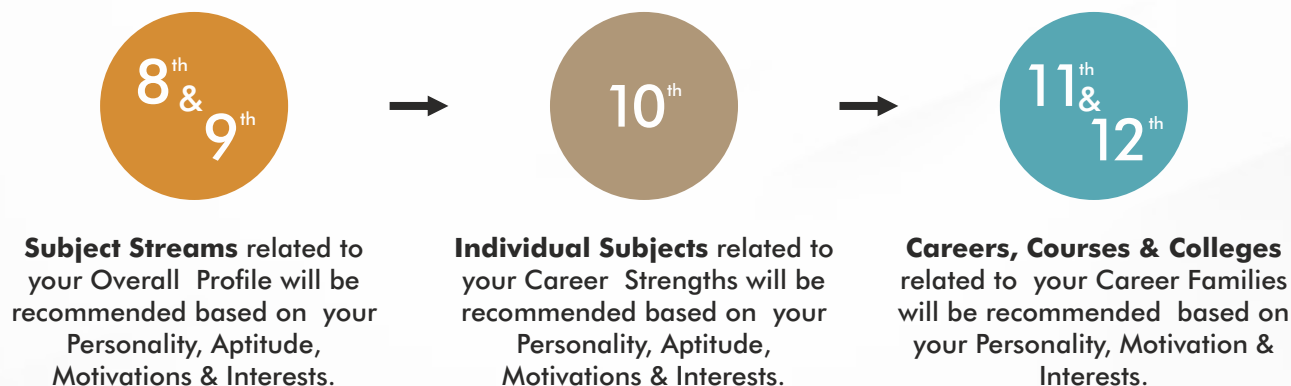 8th &
9th
10th
11th &
12th
Subject Streams related to
your Overall Profile will be
recommended based on your
Personality, Aptitude,
Motivations & Interests.
Individual Subjects related to
your Career Strengths will be
recommended based on your
Personality, Aptitude,
Motivations & Interests.
Careers, Courses & Colleges
related to your Career Families
will be recommended based on
your Personality, Motivation &
Interests.